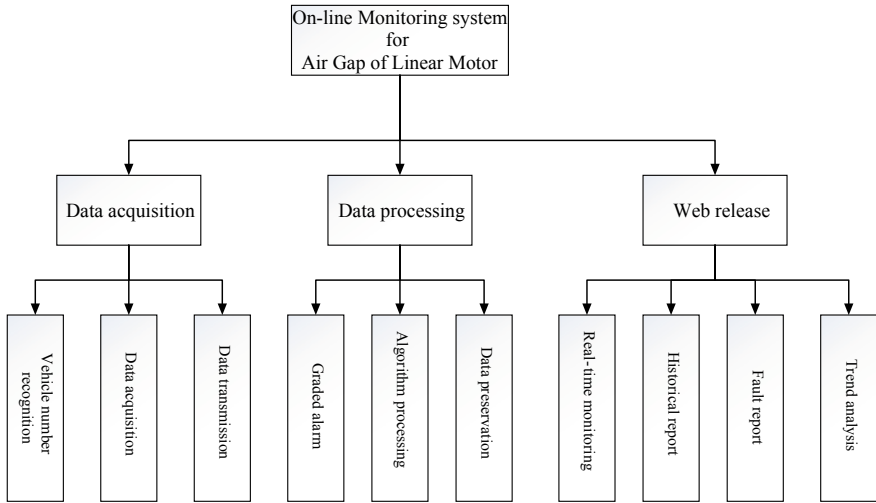 On-line Monitoring system
for
Air Gap of Linear Motor
Data acquisition
Data processing
Web release
Vehicle number
recognition
Data acquisition
Data transmission
Graded alarm
Algorithm processing
Data preservation
Real-time monitoring
Historical report
Fault report
Trend analysis